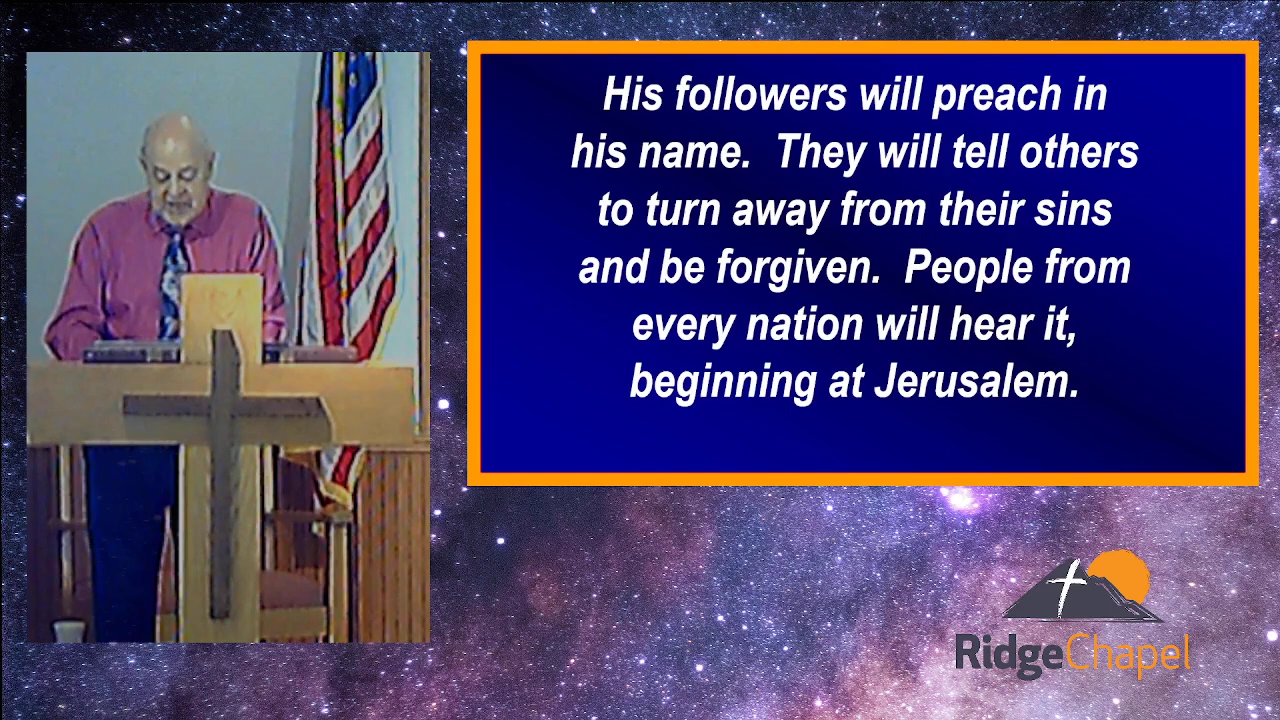 His followers will preach in
his name.  They will tell others
to turn away from their sins
and be forgiven.  People from
every nation will hear it,
beginning at Jerusalem.
RidgeChapel